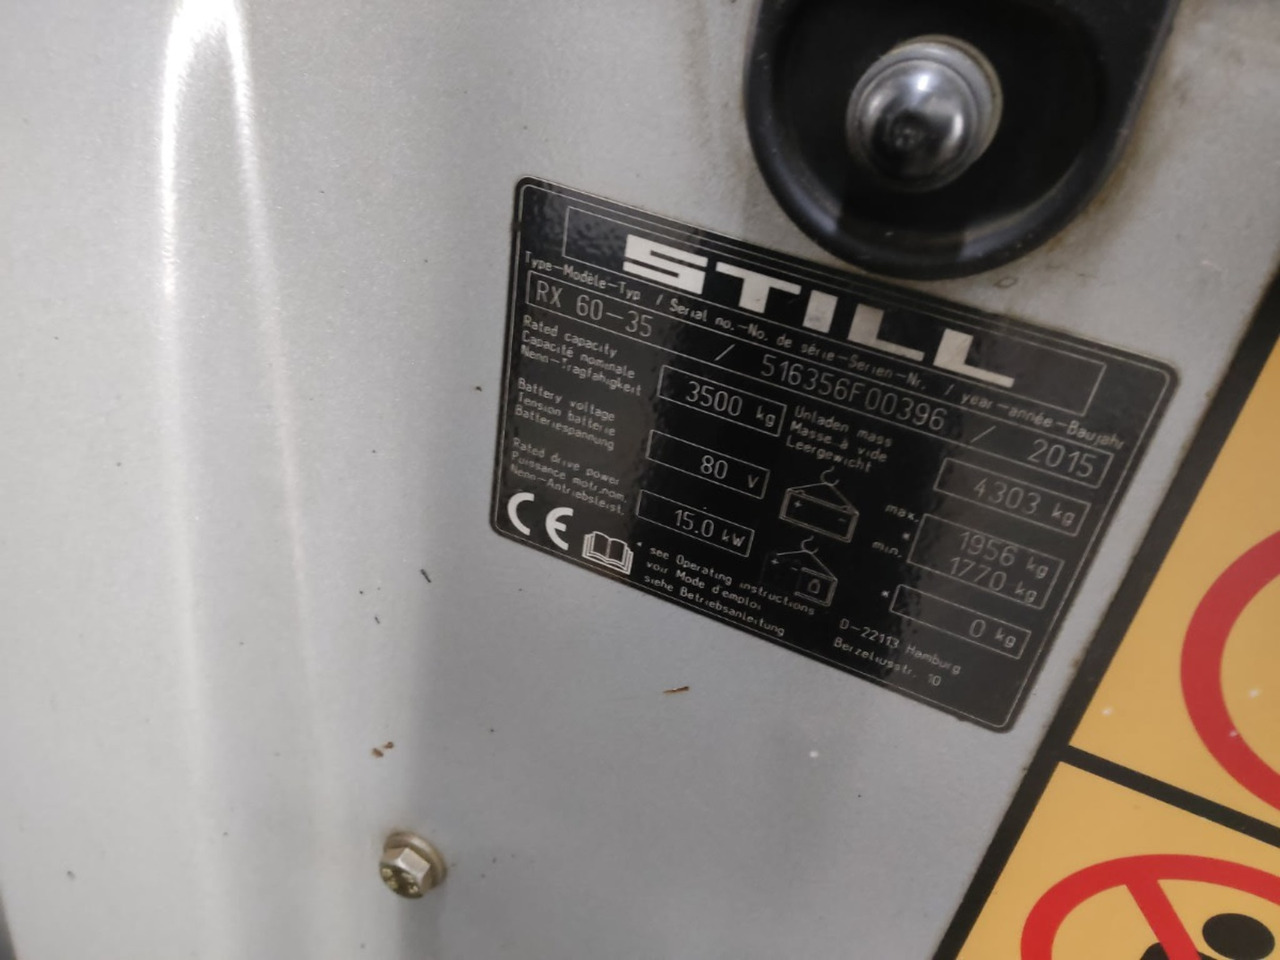 STILL
Type-Modèle-Typ / Serial no.-No. de série-Serien-Nr. / year-année-Baujahr
RX 60-35 / 516356F00396 / 2015
Rated capacity
Capacité nominale
Nenn-Tragfähigkeit
3500 kg
Unladen mass
Masse à vide
Leergewicht
4303 kg
Battery voltage
Tension batterie
Batteriespannung
80 V
max. * 1956 kg
min. 1770 kg
Rated drive power
Puissance motr.nom.
Nenn-Antriebsleist.
15.0 kW
* 0 kg
CE
* see Operating instructions
voir Mode d'emploi
siehe Betriebsanleitung
D-22113 Hamburg
Berzeliusstr. 10